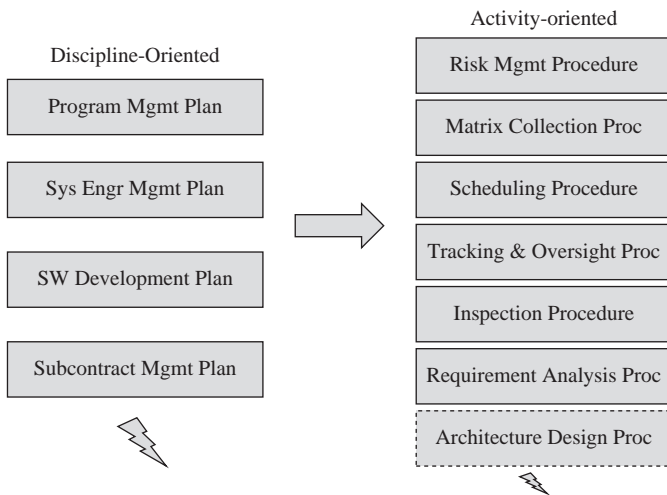 Discipline-Oriented
Program Mgmt Plan
Sys Engr Mgmt Plan
SW Development Plan
Subcontract Mgmt Plan
Activity-oriented
Risk Mgmt Procedure
Matrix Collection Proc
Scheduling Procedure
Tracking & Oversight Proc
Inspection Procedure
Requirement Analysis Proc
Architecture Design Proc